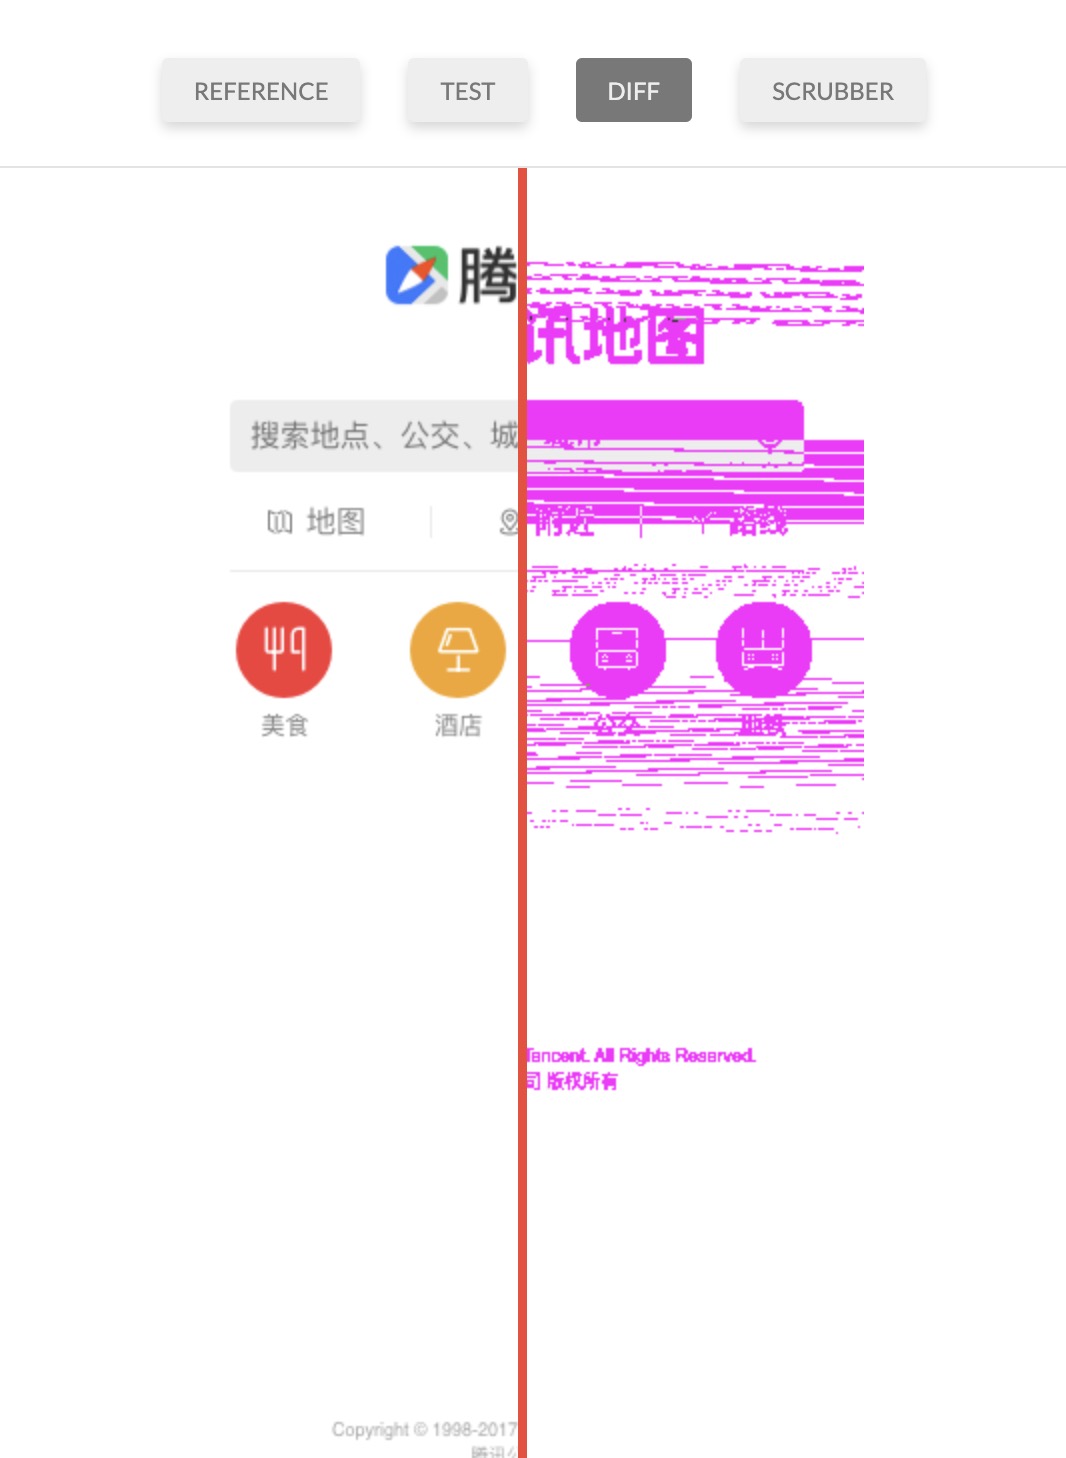 REFERENCE TEST DIFF SCRUBBER
腾
讯地图
搜索地点、公交、城
地图 附近 路线
美食 酒店 公交 地铁
Tencent. All Rights Reserved.
司 版权所有
Copyright © 1998-2017
腾讯公